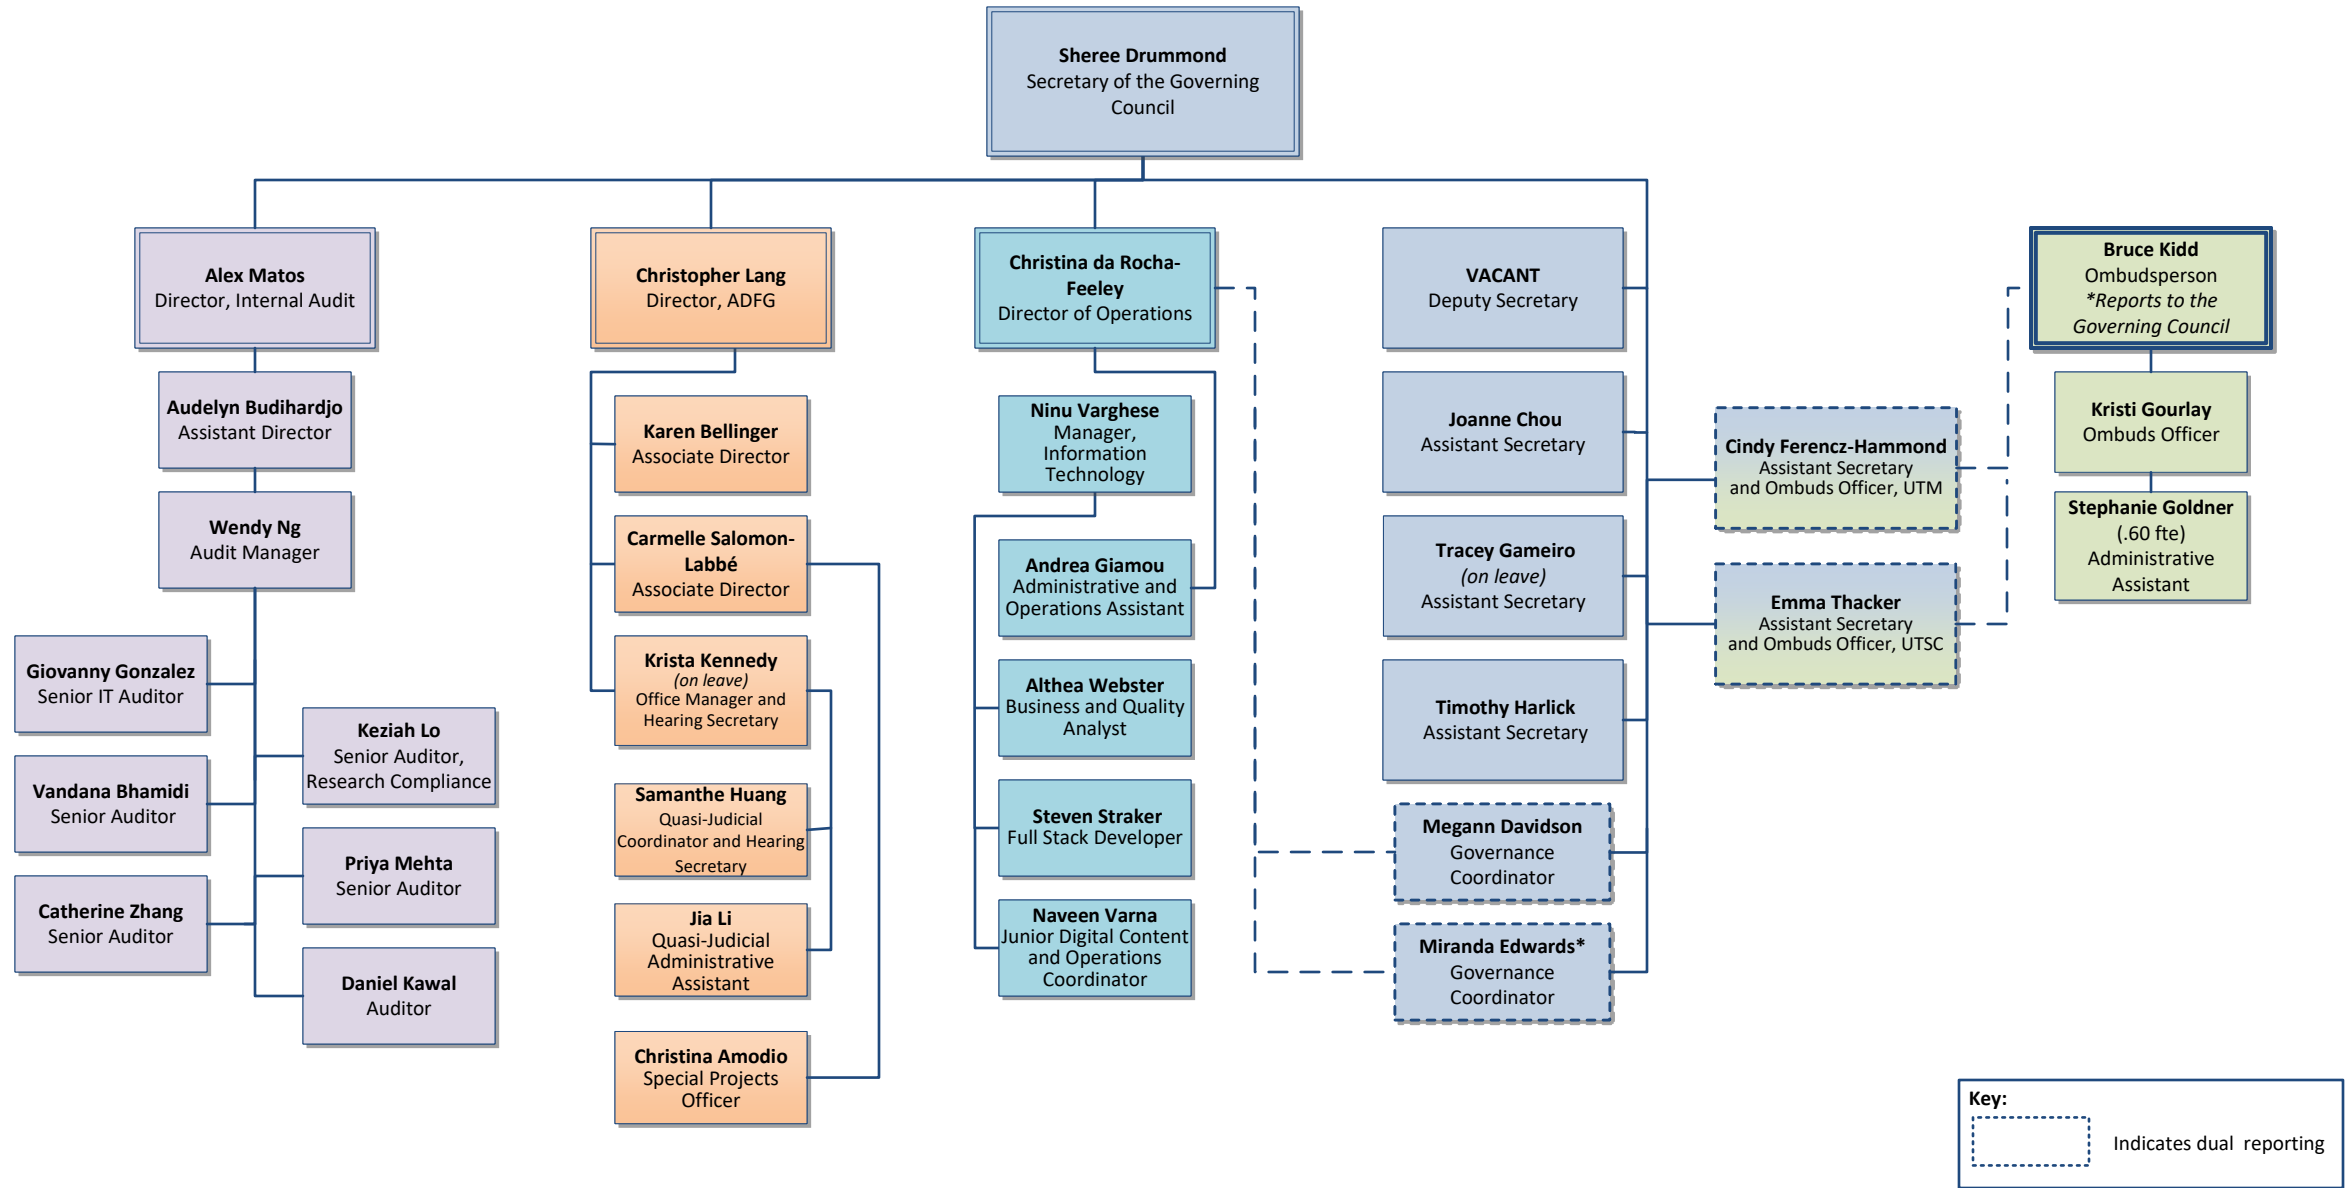 Sheree Drummond
Secretary of the Governing
Council
Alex Matos
Director, Internal Audit
Christopher Lang
Director, ADFG
Christina da Rocha-
Feeley
Director of Operations
VACANT
Deputy Secretary
Bruce Kidd
Ombudsperson
*Reports to the
Governing Council
Audelyn Budihardjo
Assistant Director
Wendy Ng
Audit Manager
Giovanny Gonzalez
Senior IT Auditor
Vandana Bhamidi
Senior Auditor
Catherine Zhang
Senior Auditor
Keziah Lo
Senior Auditor,
Research Compliance
Priya Mehta
Senior Auditor
Daniel Kawal
Auditor
Karen Bellinger
Associate Director
Carmelle Salomon-
Labbé
Associate Director
Krista Kennedy
(on leave)
Office Manager and
Hearing Secretary
Samanthe Huang
Quasi-Judicial
Coordinator and Hearing
Secretary
Jia Li
Quasi-Judicial
Administrative
Assistant
Christina Amodio
Special Projects
Officer
Ninu Varghese
Manager,
Information
Technology
Andrea Giamou
Administrative and
Operations Assistant
Althea Webster
Business and Quality
Analyst
Steven Straker
Full Stack Developer
Naveen Varna
Junior Digital Content
and Operations
Coordinator
Joanne Chou
Assistant Secretary
Tracey Gameiro
(on leave)
Assistant Secretary
Timothy Harlick
Assistant Secretary
Megann Davidson
Governance
Coordinator
Miranda Edwards*
Governance
Coordinator
Cindy Ferencz-Hammond
Assistant Secretary
and Ombuds Officer, UTM
Emma Thacker
Assistant Secretary
and Ombuds Officer, UTSC
Kristi Gourlay
Ombuds Officer
Stephanie Goldner
(.60 fte)
Administrative
Assistant
Key:
Indicates dual reporting